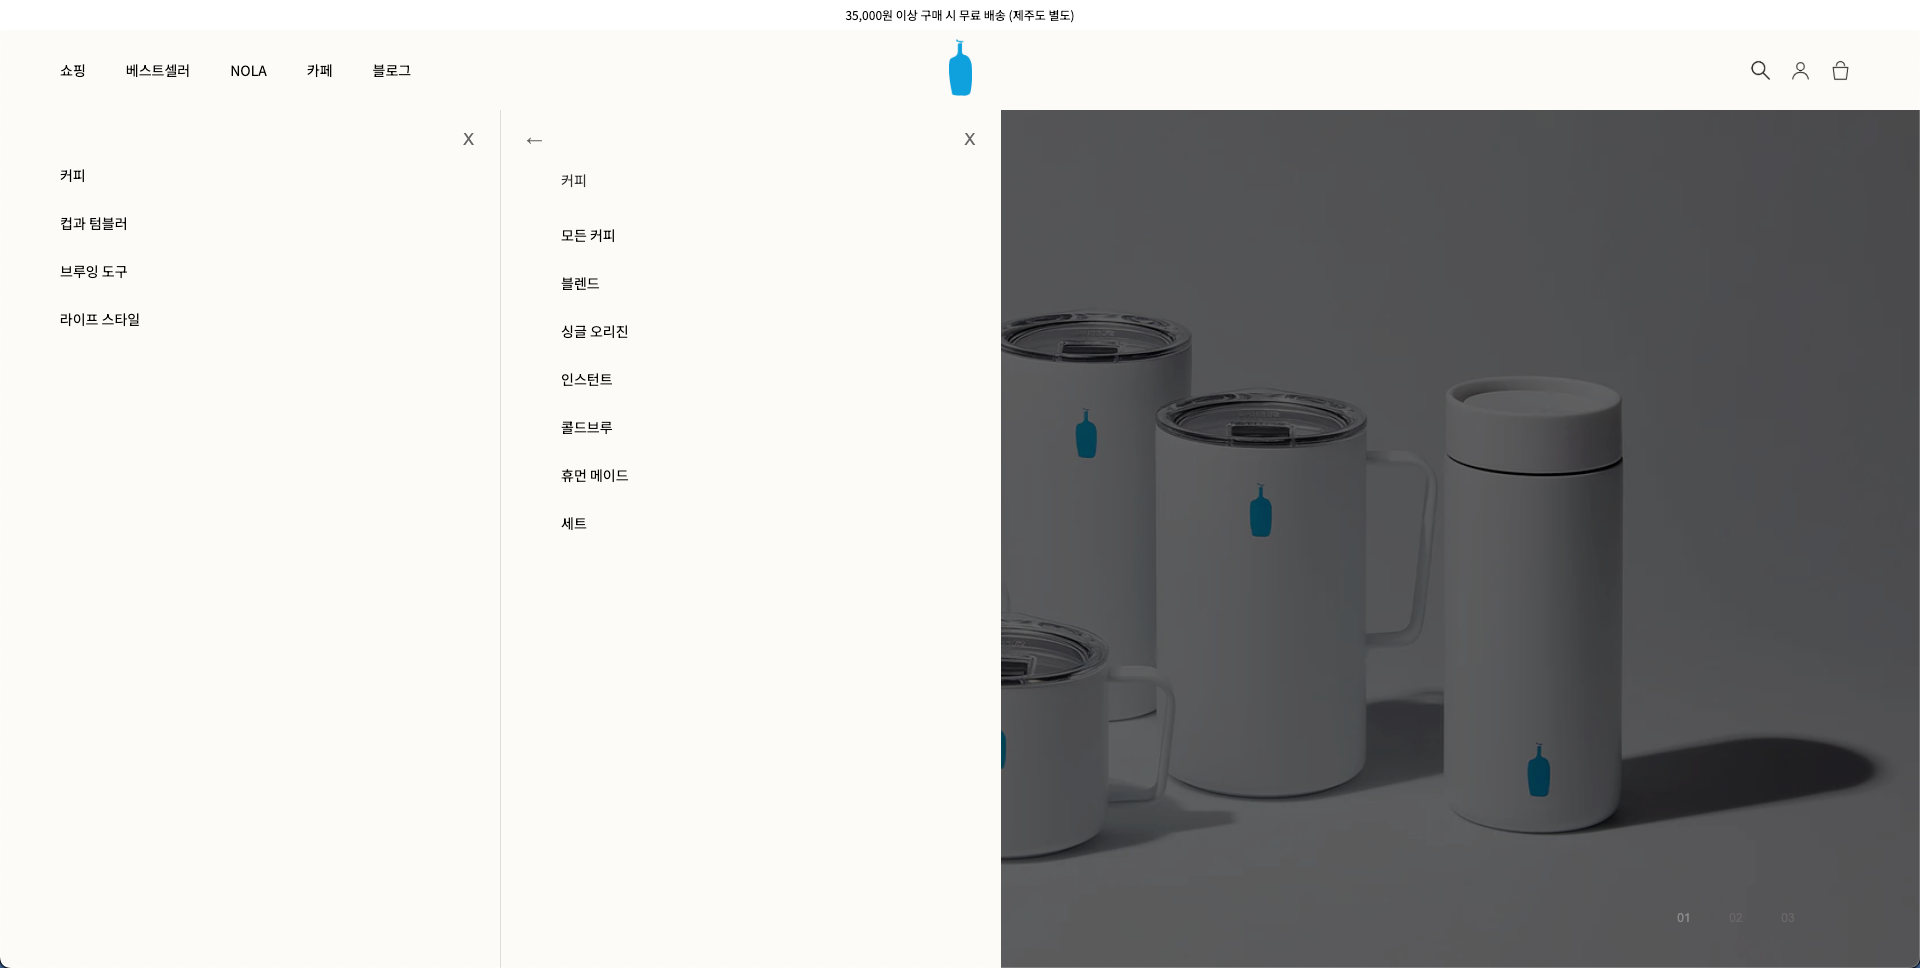 35,000원 이상 구매 시 무료 배송 (제주도 별도)
쇼핑 베스트셀러 NOLA 카페 블로그
X
커피
컵과 텀블러
브루잉 도구
라이프 스타일
← X
커피
모든 커피
블렌드
싱글 오리진
인스턴트
콜드브루
휴먼 메이드
세트
01 02 03